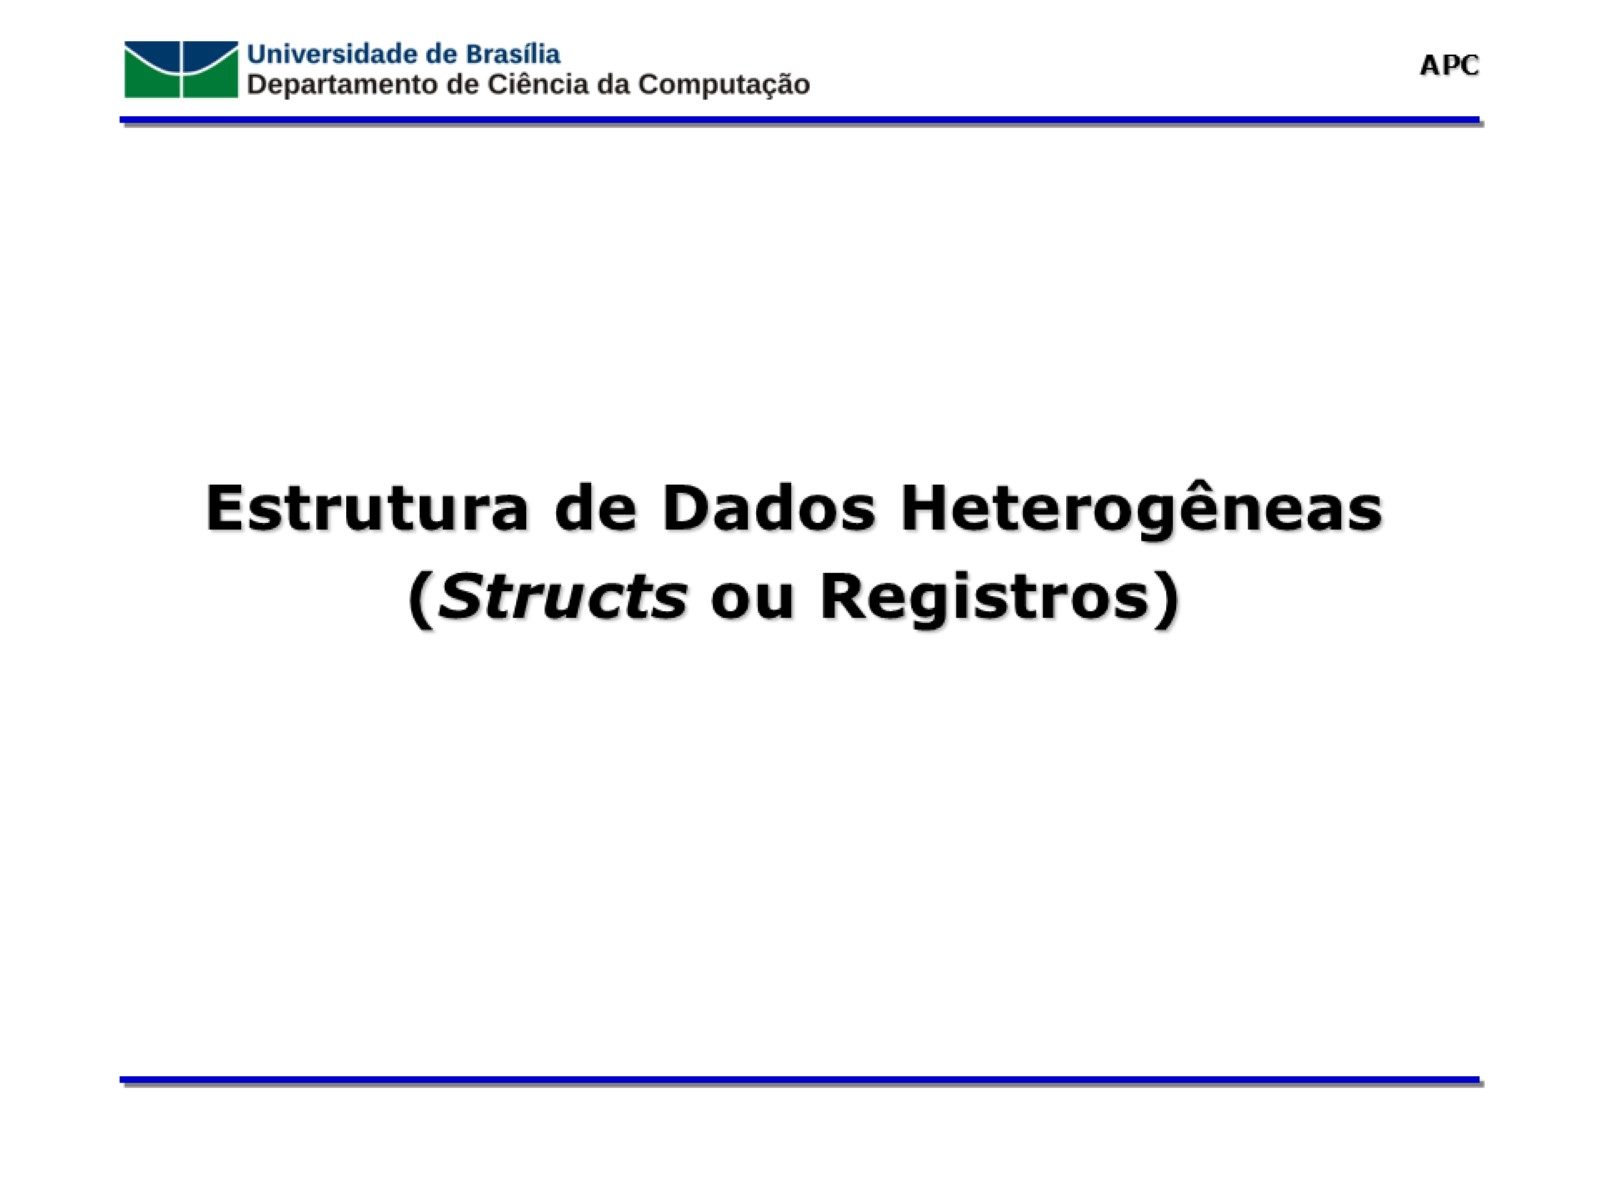 Universidade de Brasília
Departamento de Ciência da Computação
APC
Estrutura de Dados Heterogêneas
(Structs ou Registros)